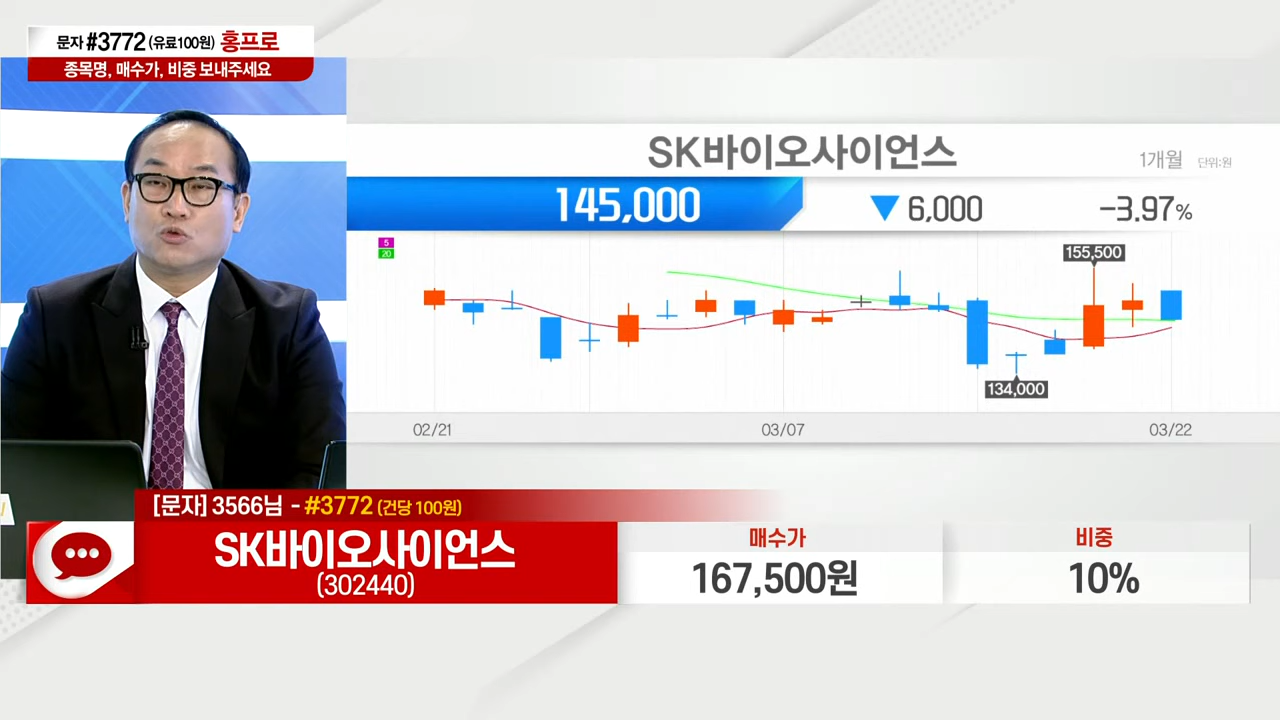 문자 #3772 (유료100원) 홍프로
종목명, 매수가, 비중 보내주세요
SK바이오사이언스
1개월 단위:원
145,000 ▼ 6,000 -3.97%
5
20
155,500
134,000
02/21 03/07 03/22
[문자] 3566님 - #3772 (건당 100원)
SK바이오사이언스
(302440)
매수가 비중
167,500원 10%